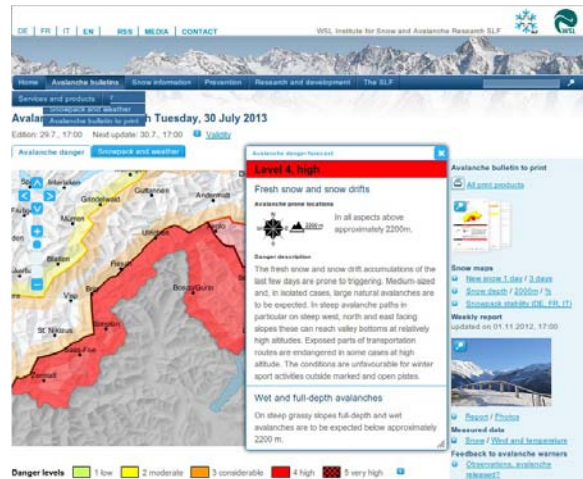 DE | FR | IT | EN RSS | MEDIA | CONTACT
WSL Institute for Snow and Avalanche Research SLF
SLF
WSL
Home Avalanche bulletins Snow information Prevention Research and development The SLF
Services and products
Snowpack and weather
Avalanche bulletin to print
Tuesday, 30 July 2013
Edition: 29.7., 17:00 Next update: 30.7., 17:00 Validity
Avalanche danger Snowpack and weather
Interlaken
Grindelwald
Guttannen
Andermatt
Mürren
Ulrichen
Blatten
Brig
Visp
Bosco/Gurin
St. Niklaus
Simplon
Saas-Fee
Zermatt
Avalanche danger forecast
Level 4, high
Fresh snow and snow drifts
Avalanche prone locations
2200m
In all aspects above
approximately 2200m.
Danger description
The fresh snow and snow drift accumulations of the
last few days are prone to triggering. Medium-sized
and, in isolated cases, large natural avalanches are
to be expected. In steep avalanche paths in
particular on steep west, north and east facing
slopes these can reach valley bottoms at relatively
high altitudes. Exposed parts of transportation
routes are endangered in some cases at high
altitude. The conditions are unfavourable for winter
sport activities outside marked and open pistes.
Wet and full-depth avalanches
On steep grassy slopes full-depth and wet
avalanches are to be expected below approximately
2200 m.
Avalanche bulletin to print
All print products
Snow maps
New snow 1 day / 3 days
Snow depth / 2000m / %
Snowpack stability (DE, FR, IT)
Weekly report
updated on 01.11.2012, 17:00
Report / Photos
Measured data
Snow / Wind and temperature
Feedback to avalanche warners
Observations, avalanche
released?
Danger levels 1 low 2 moderate 3 considerable 4 high 5 very high